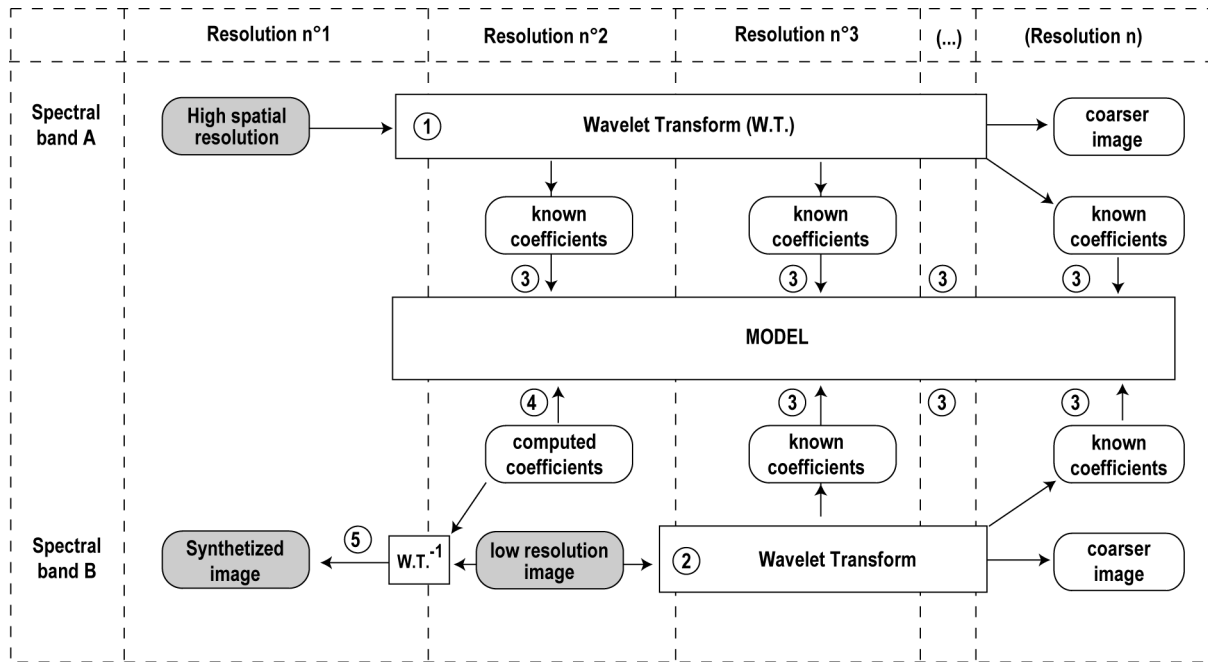 Resolution n°1
Resolution n°2
Resolution n°3
(...)
(Resolution n)
Spectral
band A
High spatial
resolution
1
Wavelet Transform (W.T.)
coarser
image
known
coefficients
known
coefficients
known
coefficients
3
3
3
3
MODEL
4
3
3
3
computed
coefficients
known
coefficients
known
coefficients
Spectral
band B
Synthetized
image
5
W.T.-1
low resolution
image
2
Wavelet Transform
coarser
image